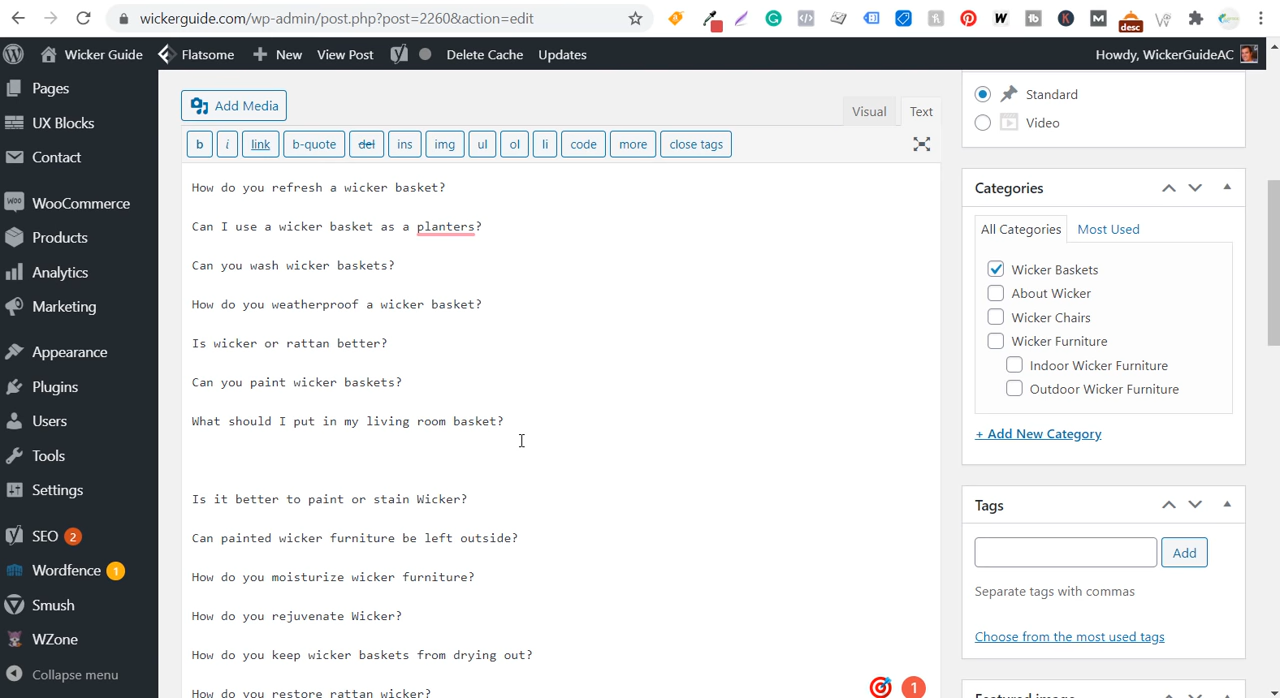 wickerguide.com/wp-admin/post.php?post=2260&action=edit
desc
Wicker Guide
Flatsome
New
View Post
Delete Cache
Updates
Howdy, WickerGuideAC
Pages
UX Blocks
Contact
WooCommerce
Products
Analytics
Marketing
Appearance
Plugins
Users
Tools
Settings
SEO 2
Wordfence 1
Smush
WZone
Collapse menu
Add Media
Visual
Text
b
i
link
b-quote
del
ins
img
ul
ol
li
code
more
close tags
How do you refresh a wicker basket?
Can I use a wicker basket as a planters?
Can you wash wicker baskets?
How do you weatherproof a wicker basket?
Is wicker or rattan better?
Can you paint wicker baskets?
What should I put in my living room basket?
Is it better to paint or stain Wicker?
Can painted wicker furniture be left outside?
How do you moisturize wicker furniture?
How do you rejuvenate Wicker?
How do you keep wicker baskets from drying out?
How do you restore rattan wicker?
1
Standard
Video
Categories
All Categories
Most Used
Wicker Baskets
About Wicker
Wicker Chairs
Wicker Furniture
Indoor Wicker Furniture
Outdoor Wicker Furniture
+ Add New Category
Tags
Add
Separate tags with commas
Choose from the most used tags
Featured image